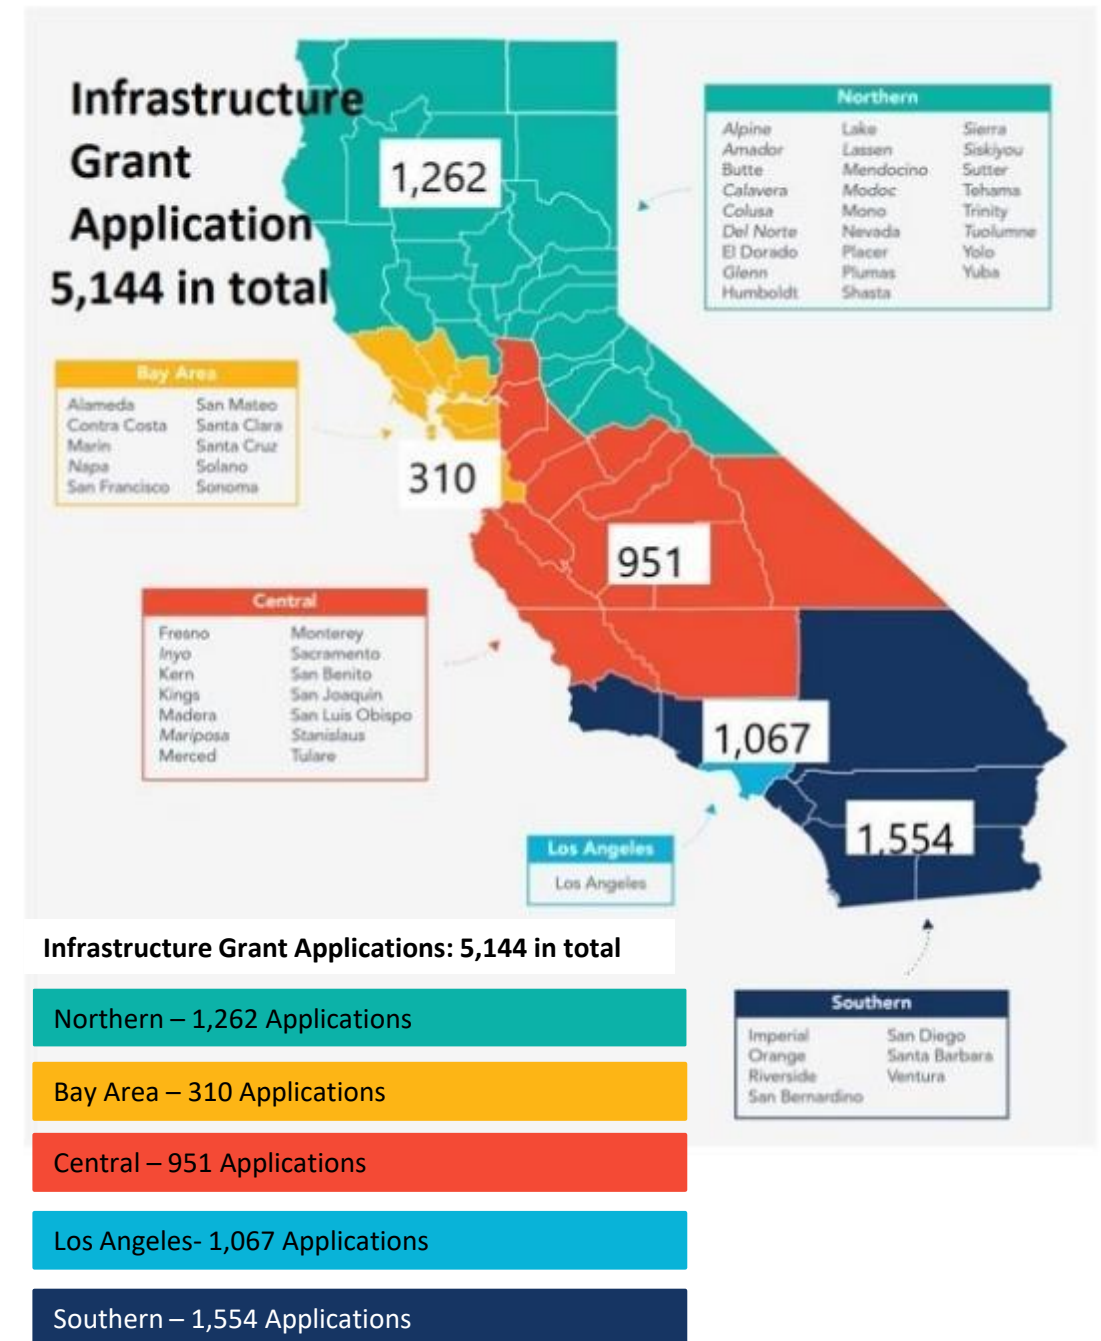 Infrastructure
Grant
Application
5,144 in total
1,262
Northern
Alpine Lake Sierra
Amador Lassen Siskiyou
Butte Mendocino Sutter
Calavera Modoc Tehama
Colusa Mono Trinity
Del Norte Nevada Tuolumne
El Dorado Placer Yolo
Glenn Plumas Yuba
Humboldt Shasta
Bay Area
Alameda San Mateo
Contra Costa Santa Clara
Marin Santa Cruz
Napa Solano
San Francisco Sonoma
310
951
Central
Fresno Monterey
Inyo Sacramento
Kern San Benito
Kings San Joaquin
Madera San Luis Obispo
Mariposa Stanislaus
Merced Tulare
1,067
1,554
Los Angeles
Los Angeles
Infrastructure Grant Applications: 5,144 in total
Northern – 1,262 Applications
Bay Area – 310 Applications
Central – 951 Applications
Los Angeles- 1,067 Applications
Southern – 1,554 Applications
Southern
Imperial San Diego
Orange Santa Barbara
Riverside Ventura
San Bernardino